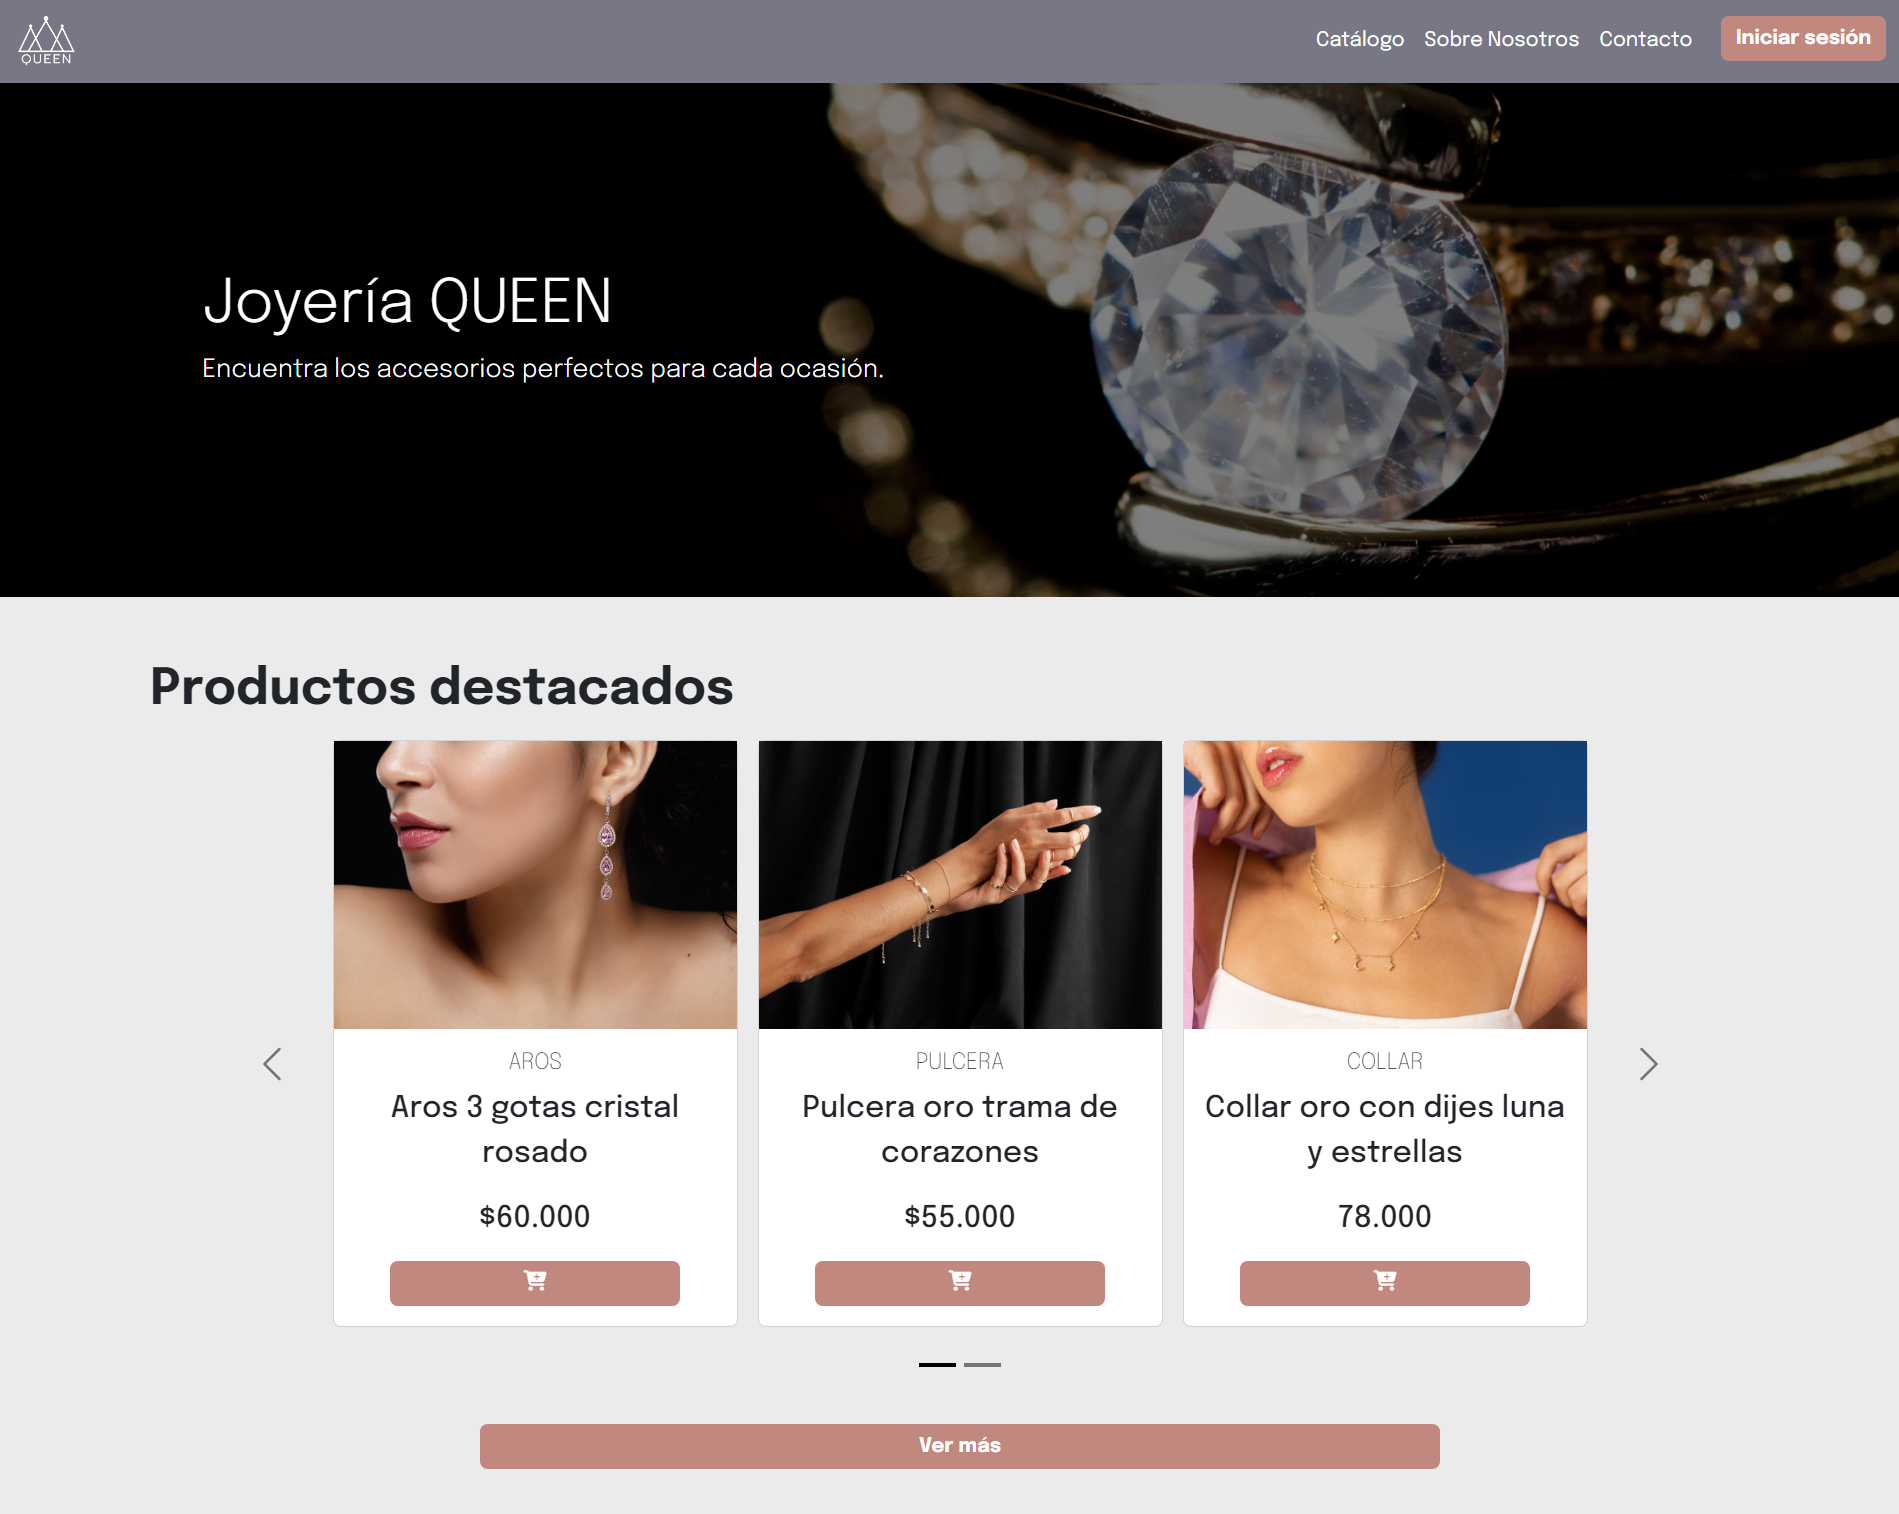 QUEEN
Catálogo Sobre Nosotros Contacto Iniciar sesión
Joyería QUEEN
Encuentra los accesorios perfectos para cada ocasión.
Productos destacados
AROS
Aros 3 gotas cristal
rosado
$60.000
PULCERA
Pulcera oro trama de
corazones
$55.000
COLLAR
Collar oro con dijes luna
y estrellas
78.000
Ver más